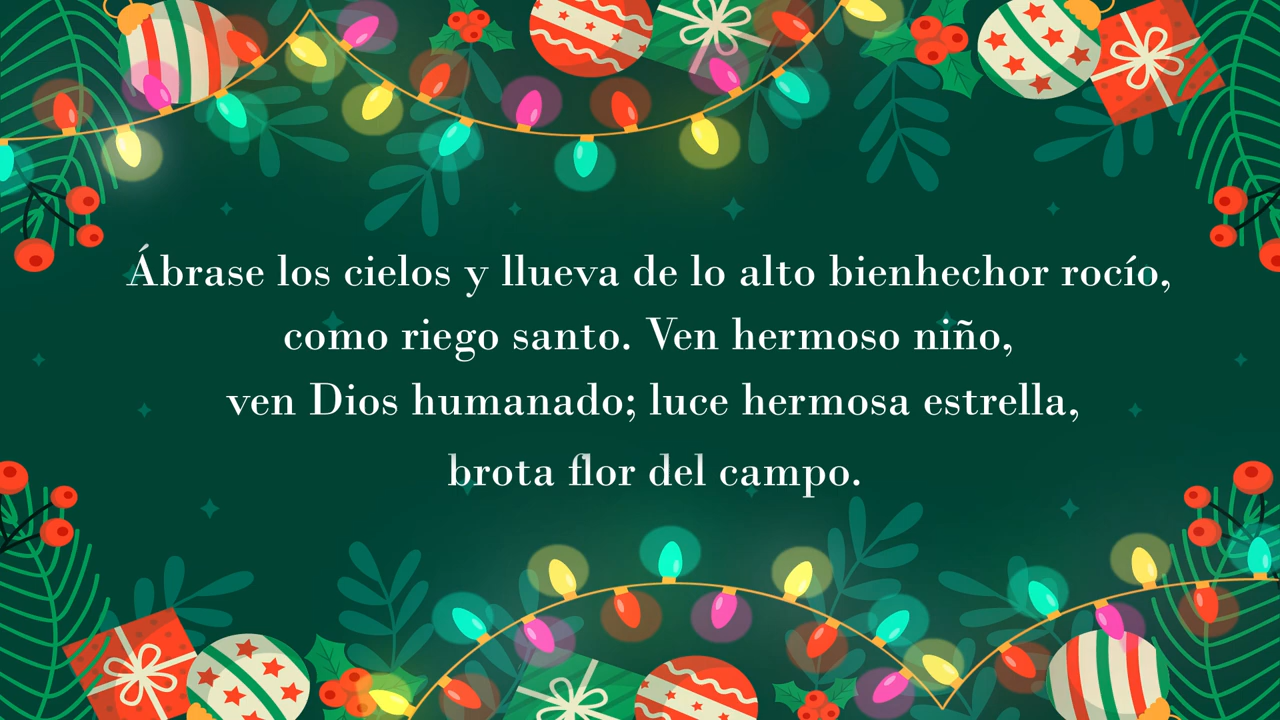 Ábrase los cielos y llueva de lo alto bienhechor rocío,
como riego santo. Ven hermoso niño,
ven Dios humanado; luce hermosa estrella,
brota flor del campo.